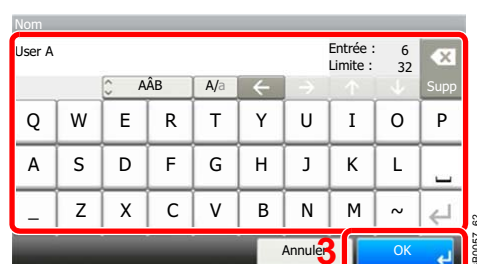 Nom
User A Entrée : 6
Limite : 32
AÂB A/a Supp
Q W E R T Y U I O P
A S D F G H J K L
_ Z X C V B N M ~
Annuler 3 OK